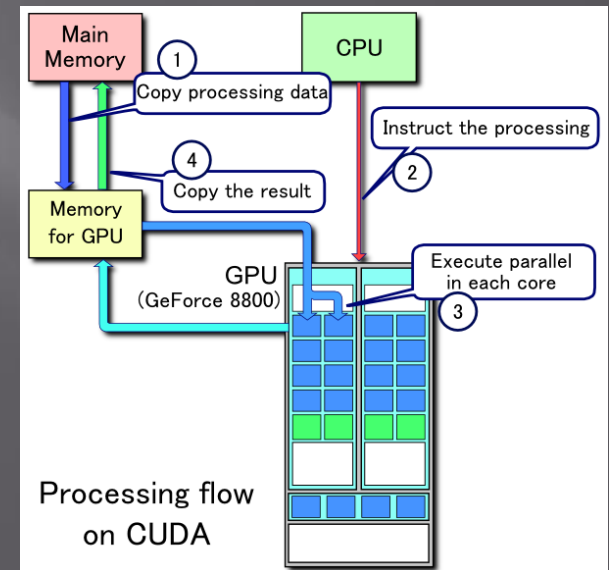 Main
Memory
CPU
1
Copy processing data
Instruct the processing
2
4
Copy the result
Memory
for GPU
GPU
(GeForce 8800)
Execute parallel
in each core
3
Processing flow
on CUDA